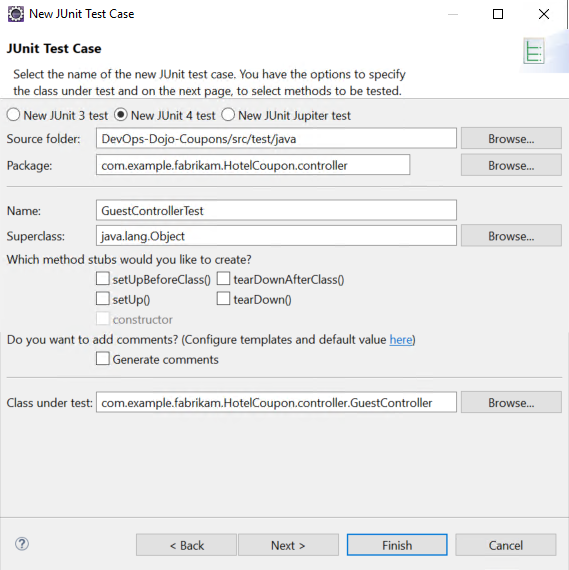 New JUnit Test Case
JUnit Test Case
Select the name of the new JUnit test case. You have the options to specify
the class under test and on the next page, to select methods to be tested.
New JUnit 3 test New JUnit 4 test New JUnit Jupiter test
Source folder: DevOps-Dojo-Coupons/src/test/java Browse...
Package: com.example.fabrikam.HotelCoupon.controller Browse...
Name: GuestControllerTest
Superclass: java.lang.Object Browse...
Which method stubs would you like to create?
setUpBeforeClass() tearDownAfterClass()
setUp() tearDown()
constructor
Do you want to add comments? (Configure templates and default value here)
Generate comments
Class under test: com.example.fabrikam.HotelCoupon.controller.GuestController Browse...
? < Back Next > Finish Cancel